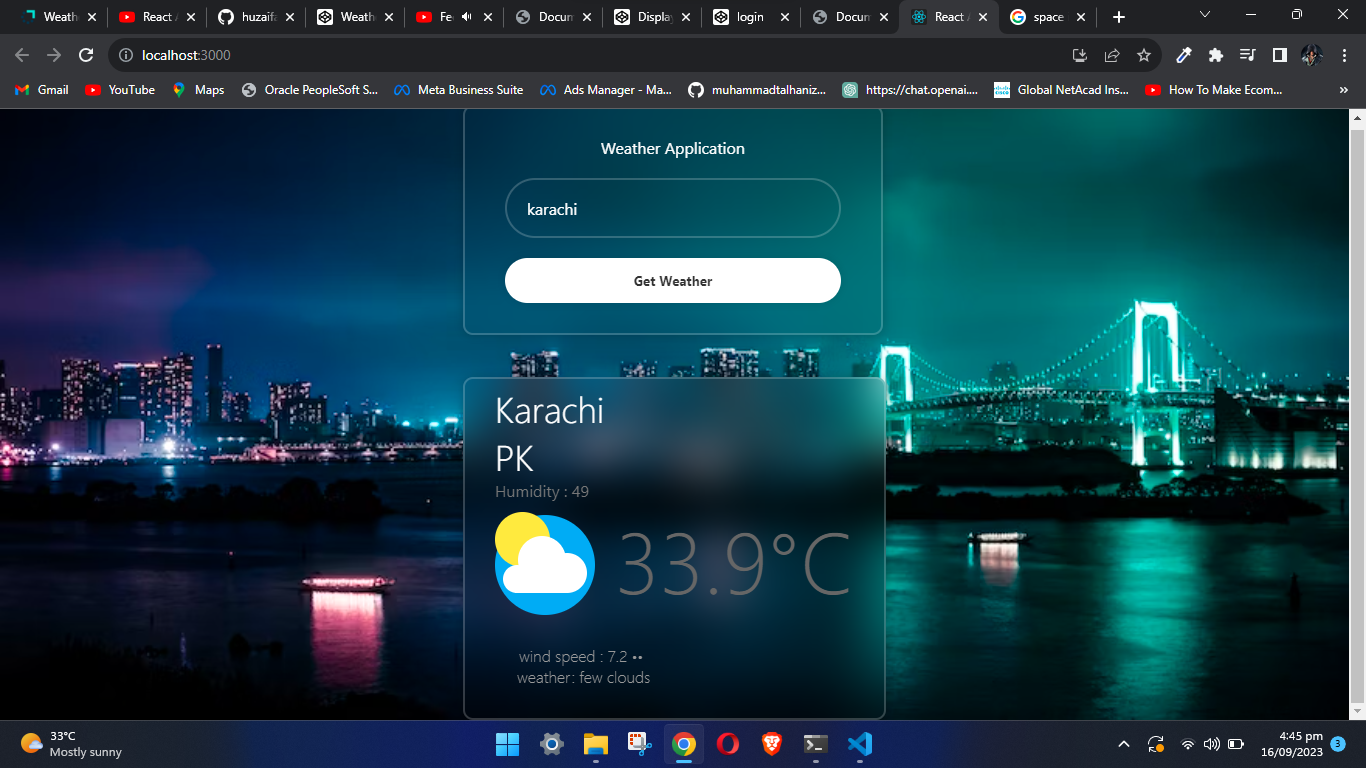 Weath
React A
huzaifa
Weathe
Fe
Docum
Display
login
Docum
React A
space
localhost:3000
Gmail
YouTube
Maps
Oracle PeopleSoft S...
Meta Business Suite
Ads Manager - Ma...
muhammadtalhaniz...
https://chat.openai....
Global NetAcad Ins...
How To Make Ecom...
»
Weather Application
karachi
Get Weather
Karachi
PK
Humidity : 49
33.9°C
wind speed : 7.2 ••
weather: few clouds
33°C
Mostly sunny
4:45 pm
16/09/2023
3